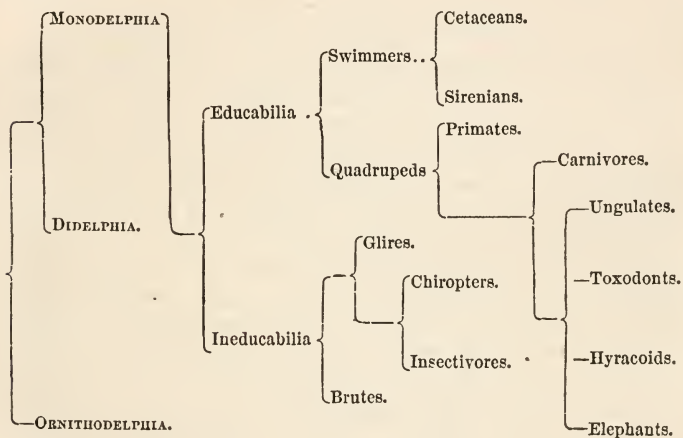 MONODELPHIA
Cetaceans.
Swimmers..
Sirenians.
Educabilia .
Primates.
Quadrupeds
Carnivores.
Ungulates.
DIDELPHIA.
Glires.
Toxodonts.
Chiropters.
Ineducabilia
Hyracoids.
Insectivores.
Brutes.
ORNITHODELPHIA.
Elephants.